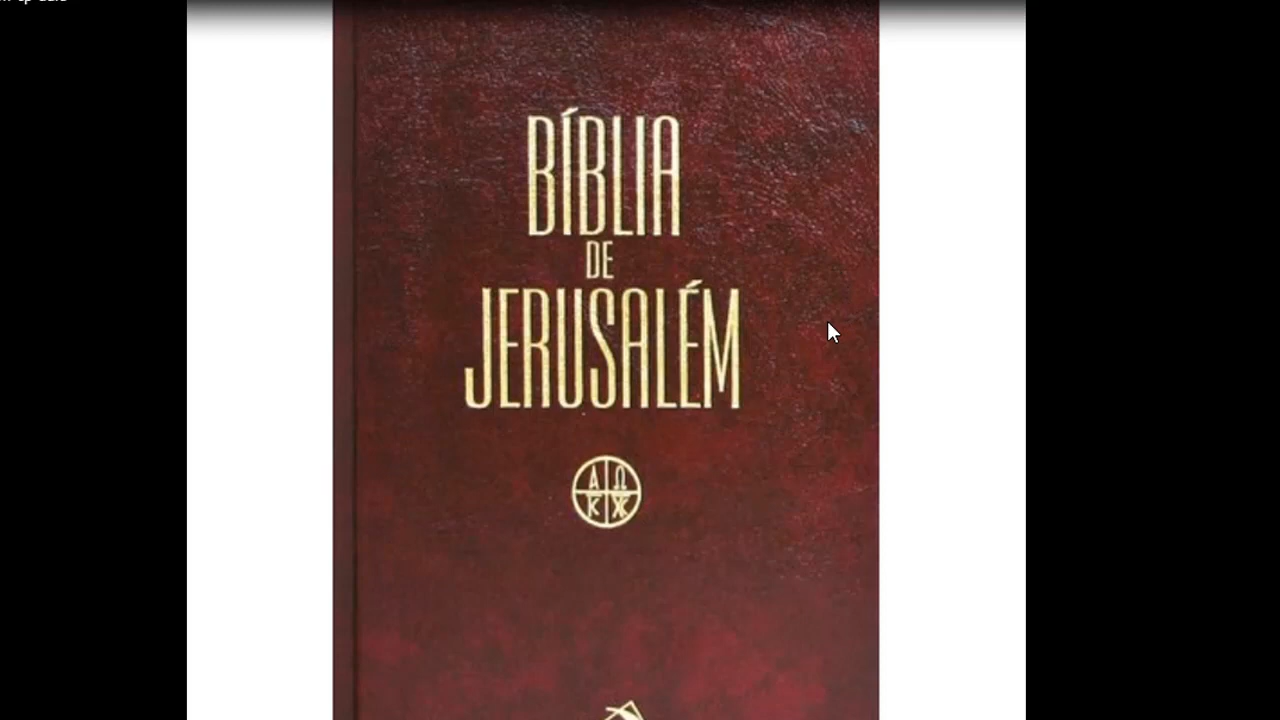 BÍBLIA
DE
JERUSALÉM
Α Ω
K Ж